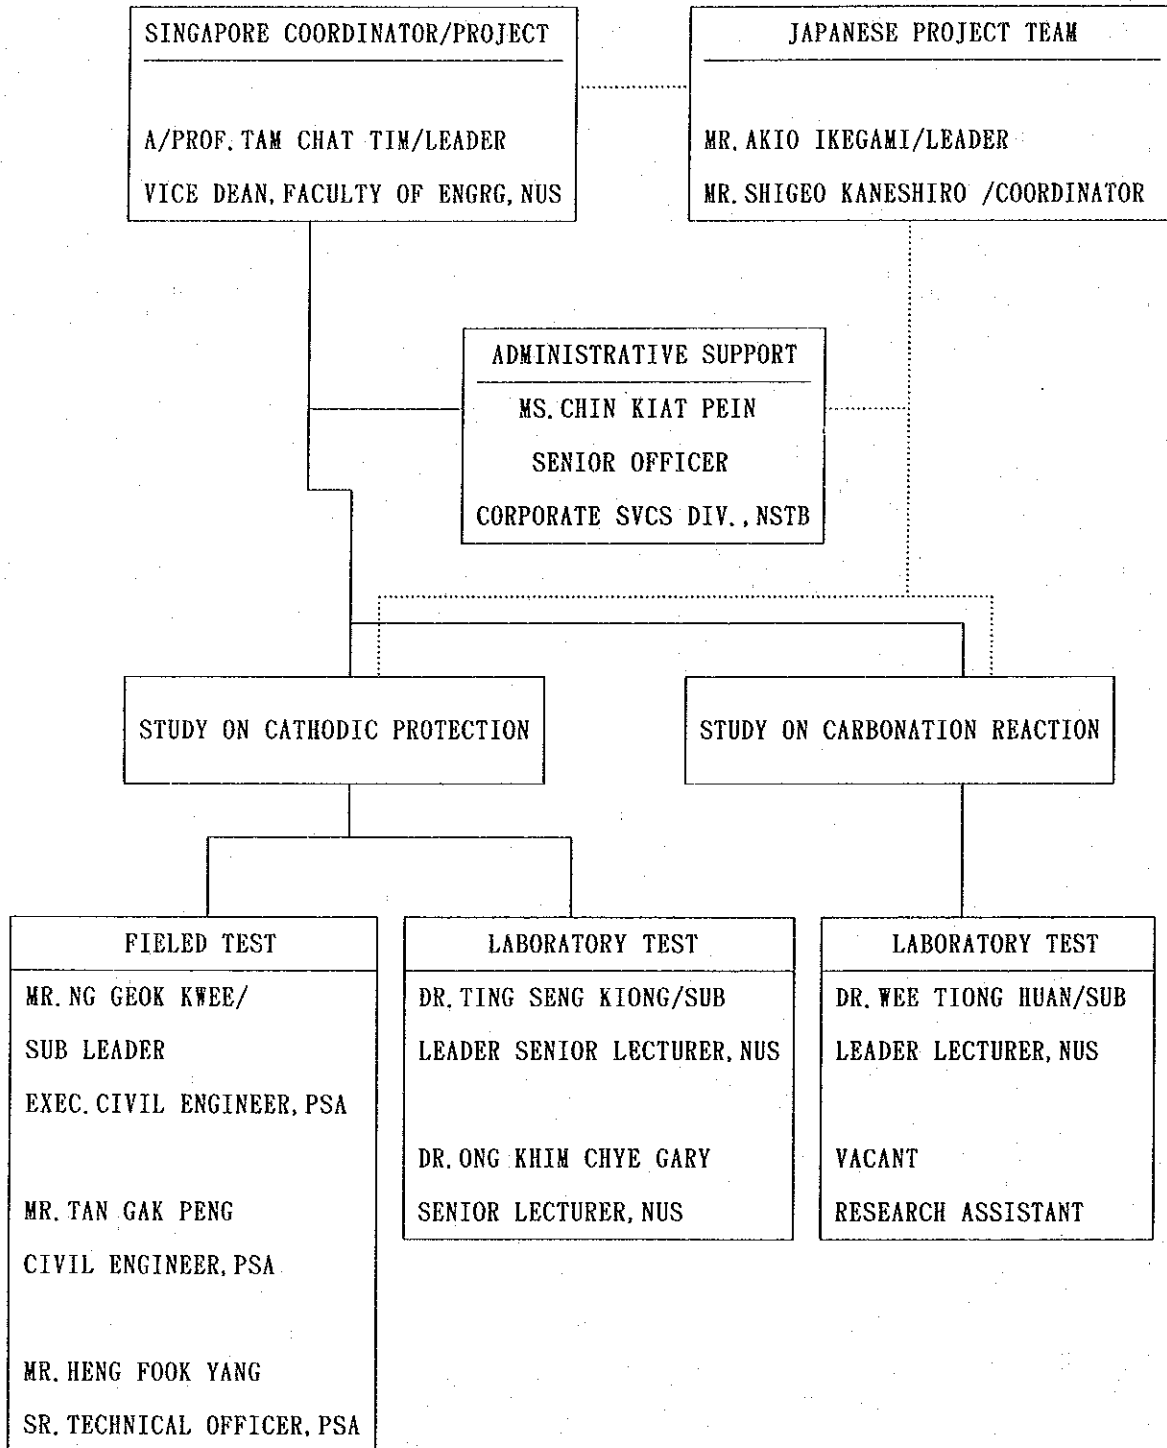 SINGAPORE COORDINATOR/PROJECT
A/PROF. TAM CHAT TIM/LEADER
VICE DEAN, FACULTY OF ENGRG, NUS
JAPANESE PROJECT TEAM
MR. AKIO IKEGAMI/LEADER
MR. SHIGEO KANESHIRO /COORDINATOR
ADMINISTRATIVE SUPPORT
MS. CHIN KIAT PEIN
SENIOR OFFICER
CORPORATE SVCS DIV., NSTB
STUDY ON CATHODIC PROTECTION
STUDY ON CARBONATION REACTION
FIELED TEST
MR. NG GEOK KWEE/
SUB LEADER
EXEC. CIVIL ENGINEER, PSA
MR. TAN GAK PENG
CIVIL ENGINEER, PSA
MR. HENG FOOK YANG
SR. TECHNICAL OFFICER, PSA
LABORATORY TEST
DR. TING SENG KIONG/SUB
LEADER SENIOR LECTURER, NUS
DR. ONG KHIM CHYE GARY
SENIOR LECTURER, NUS
LABORATORY TEST
DR. WEE TIONG HUAN/SUB
LEADER LECTURER, NUS
VACANT
RESEARCH ASSISTANT